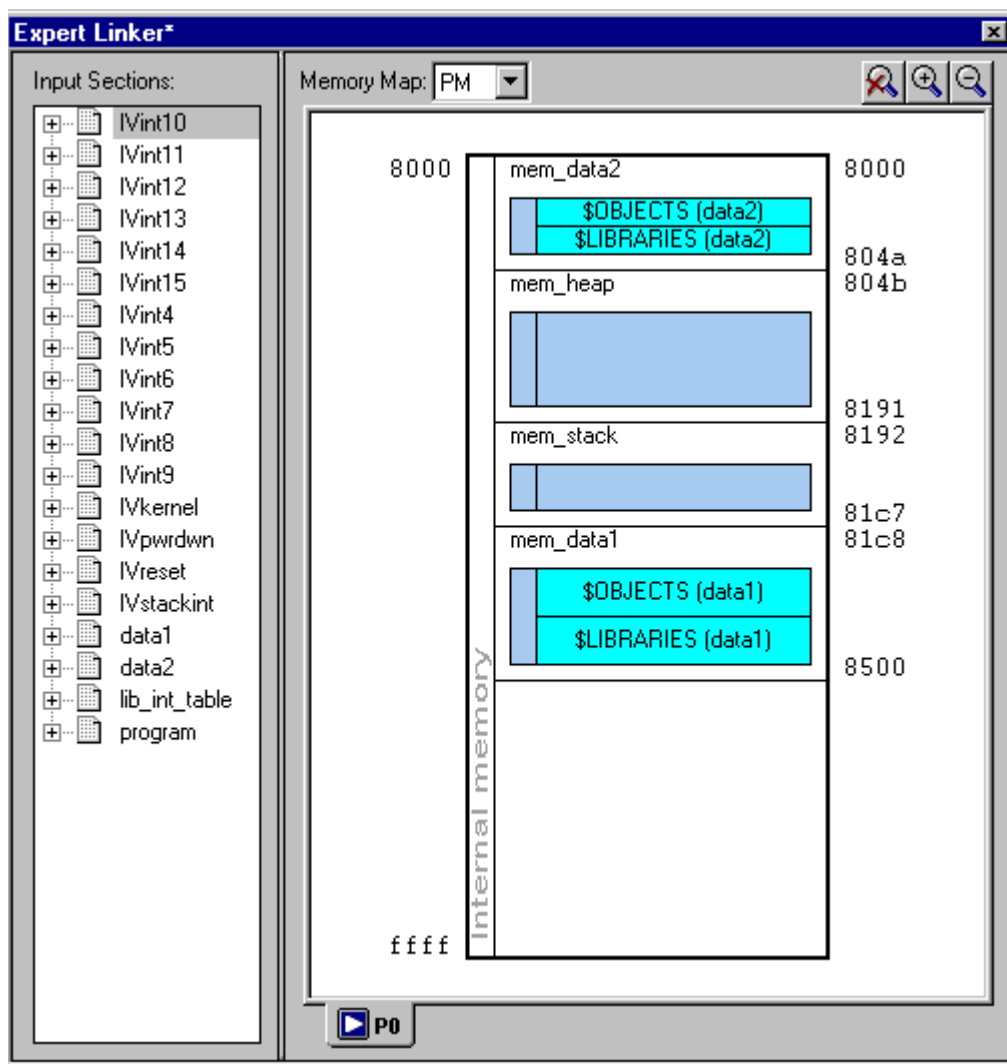 Expert Linker*
Input Sections:
IVint10
IVint11
IVint12
IVint13
IVint14
IVint15
IVint4
IVint5
IVint6
IVint7
IVint8
IVint9
IVkernel
IVpwrdwn
IVreset
IVstackint
data1
data2
lib_int_table
program
Memory Map: PM
8000 mem_data2 8000
$OBJECTS (data2)
$LIBRARIES (data2)
804a
mem_heap 804b
8191
mem_stack 8192
81c7
mem_data1 81c8
$OBJECTS (data1)
$LIBRARIES (data1)
8500
Internal memory
ffff
P0